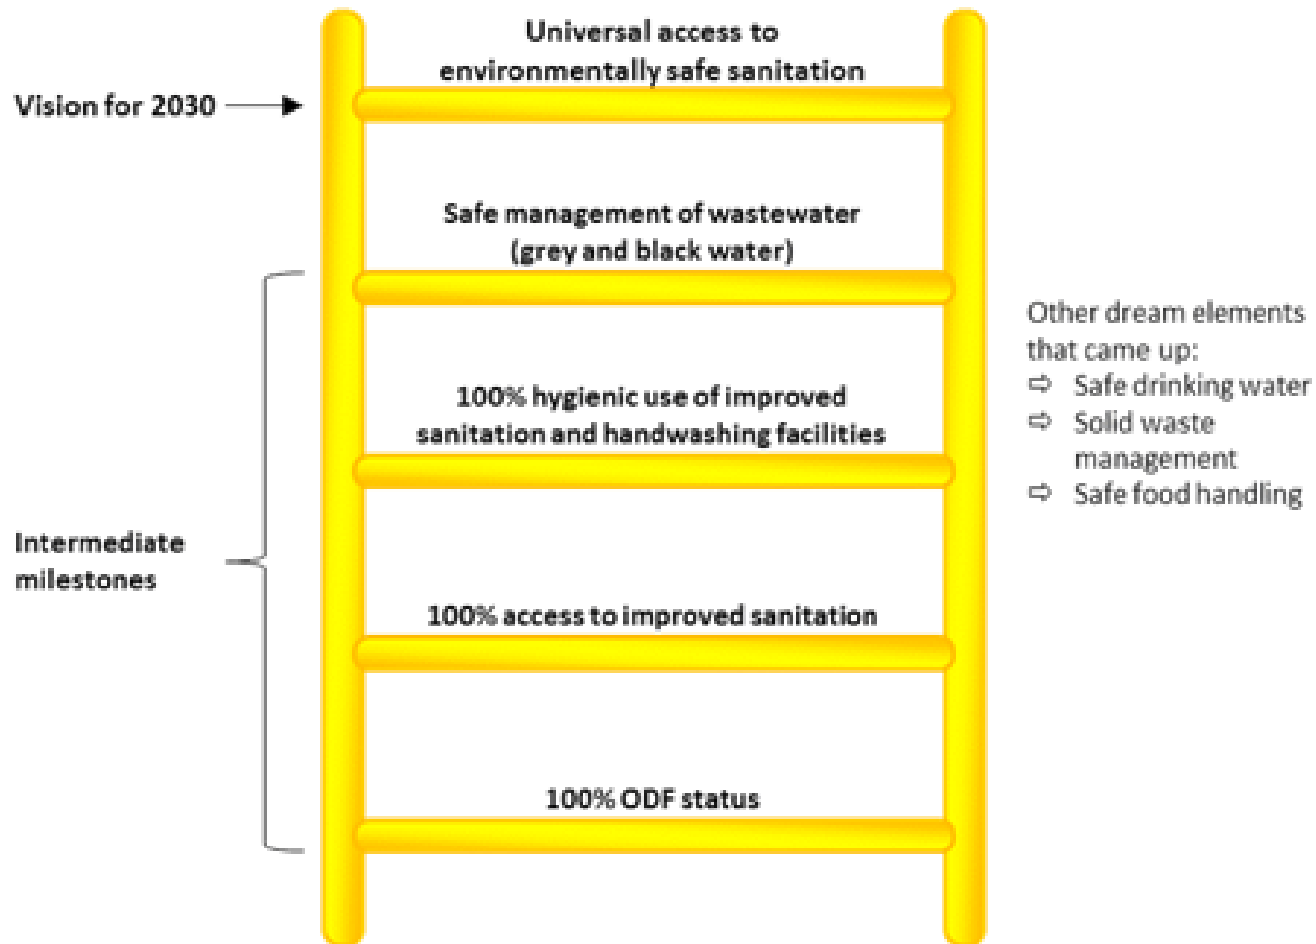 Universal access to
environmentally safe sanitation
Vision for 2030
Safe management of wastewater
(grey and black water)
Other dream elements
that came up:
⇨ Safe drinking water
⇨ Solid waste
management
⇨ Safe food handling
100% hygienic use of improved
sanitation and handwashing facilities
Intermediate
milestones
100% access to improved sanitation
100% ODF status